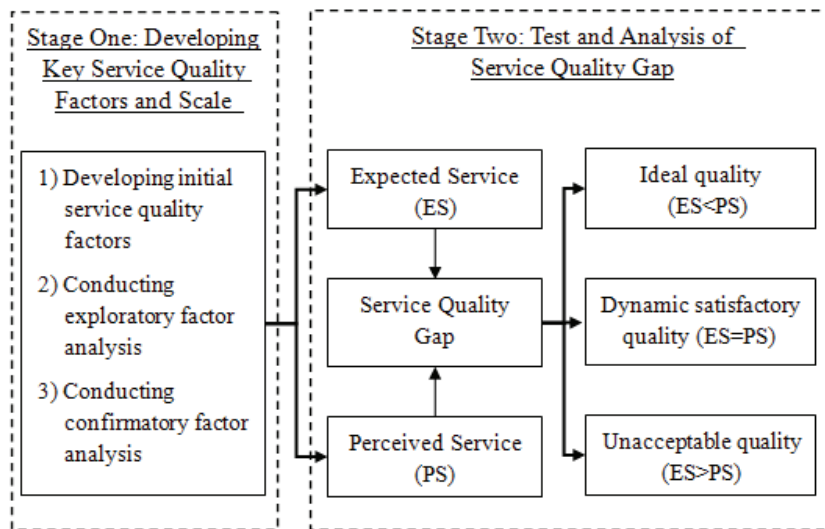 Stage One: Developing
Key Service Quality
Factors and Scale
1) Developing initial
service quality
factors
2) Conducting
exploratory factor
analysis
3) Conducting
confirmatory factor
analysis
Stage Two: Test and Analysis of
Service Quality Gap
Expected Service
(ES)
Service Quality
Gap
Perceived Service
(PS)
Ideal quality
(ES<PS)
Dynamic satisfactory
quality (ES=PS)
Unacceptable quality
(ES>PS)